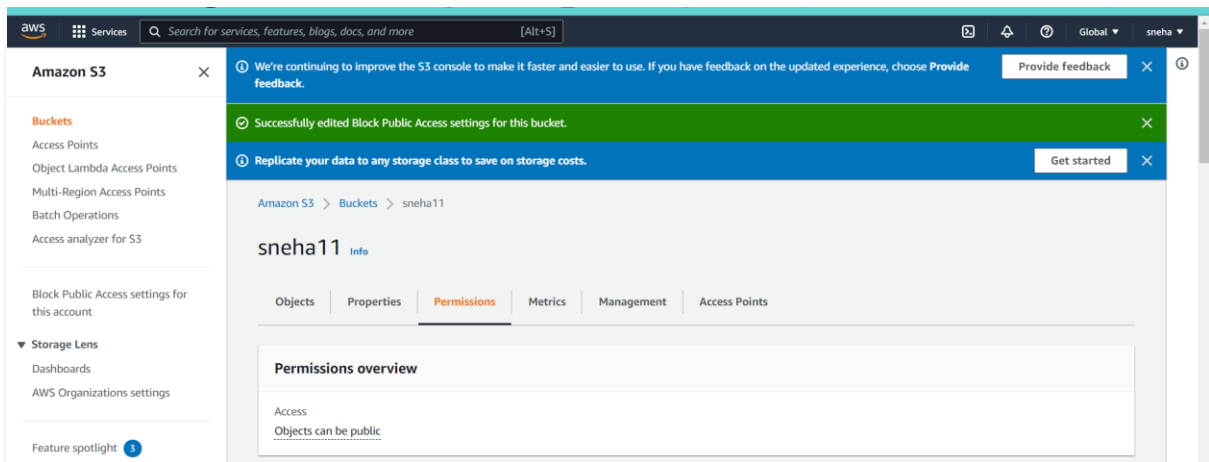 aws
Services
Search for services, features, blogs, docs, and more
[Alt+S]
Global ▼
sneha ▼
Amazon S3
Buckets
Access Points
Object Lambda Access Points
Multi-Region Access Points
Batch Operations
Access analyzer for S3
Block Public Access settings for
this account
▼ Storage Lens
Dashboards
AWS Organizations settings
Feature spotlight 3
We're continuing to improve the S3 console to make it faster and easier to use. If you have feedback on the updated experience, choose Provide
feedback.
Provide feedback
Successfully edited Block Public Access settings for this bucket.
Replicate your data to any storage class to save on storage costs.
Get started
Amazon S3 > Buckets > sneha11
sneha11 Info
Objects
Properties
Permissions
Metrics
Management
Access Points
Permissions overview
Access
Objects can be public